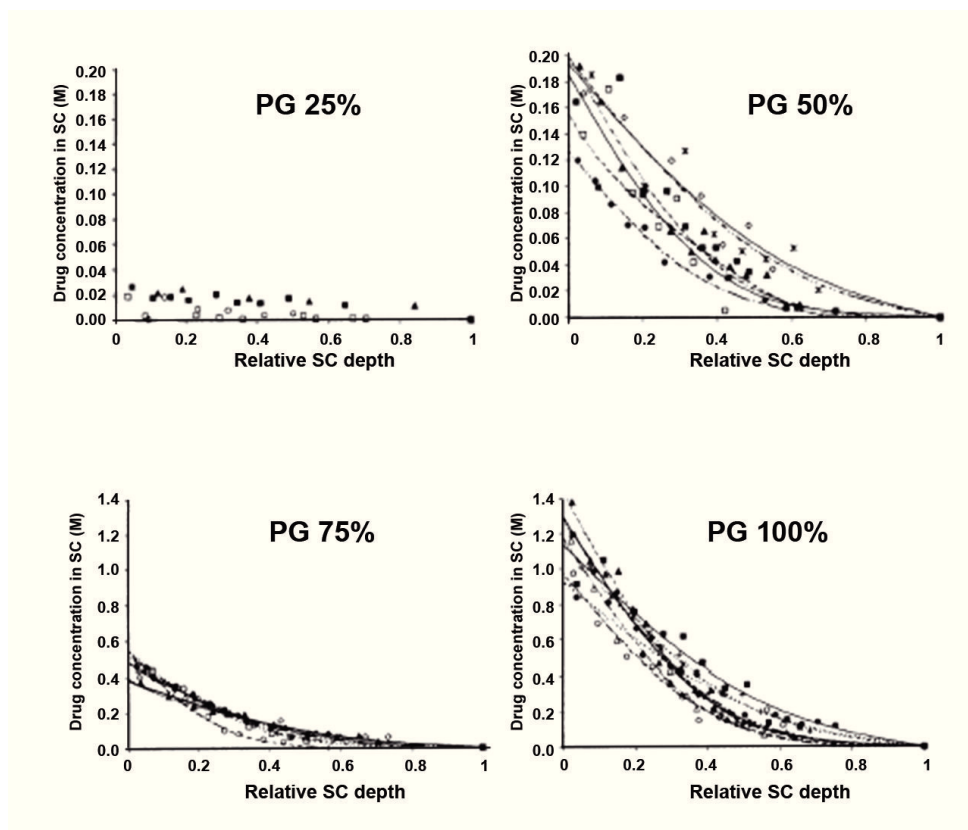 PG 25%
Drug concentration in SC (M)
0.20
0.18
0.16
0.14
0.12
0.10
0.08
0.06
0.04
0.02
0.00
0 0.2 0.4 0.6 0.8 1
Relative SC depth
PG 50%
Drug concentration in SC (M)
0.20
0.18
0.16
0.14
0.12
0.10
0.08
0.06
0.04
0.02
0.00
0 0.2 0.4 0.6 0.8 1
Relative SC depth
PG 75%
Drug concentration in SC (M)
1.4
1.2
1.0
0.8
0.6
0.4
0.2
0.0
0 0.2 0.4 0.6 0.8 1
Relative SC depth
PG 100%
Drug concentration in SC (M)
1.4
1.2
1.0
0.8
0.6
0.4
0.2
0.0
0 0.2 0.4 0.6 0.8 1
Relative SC depth